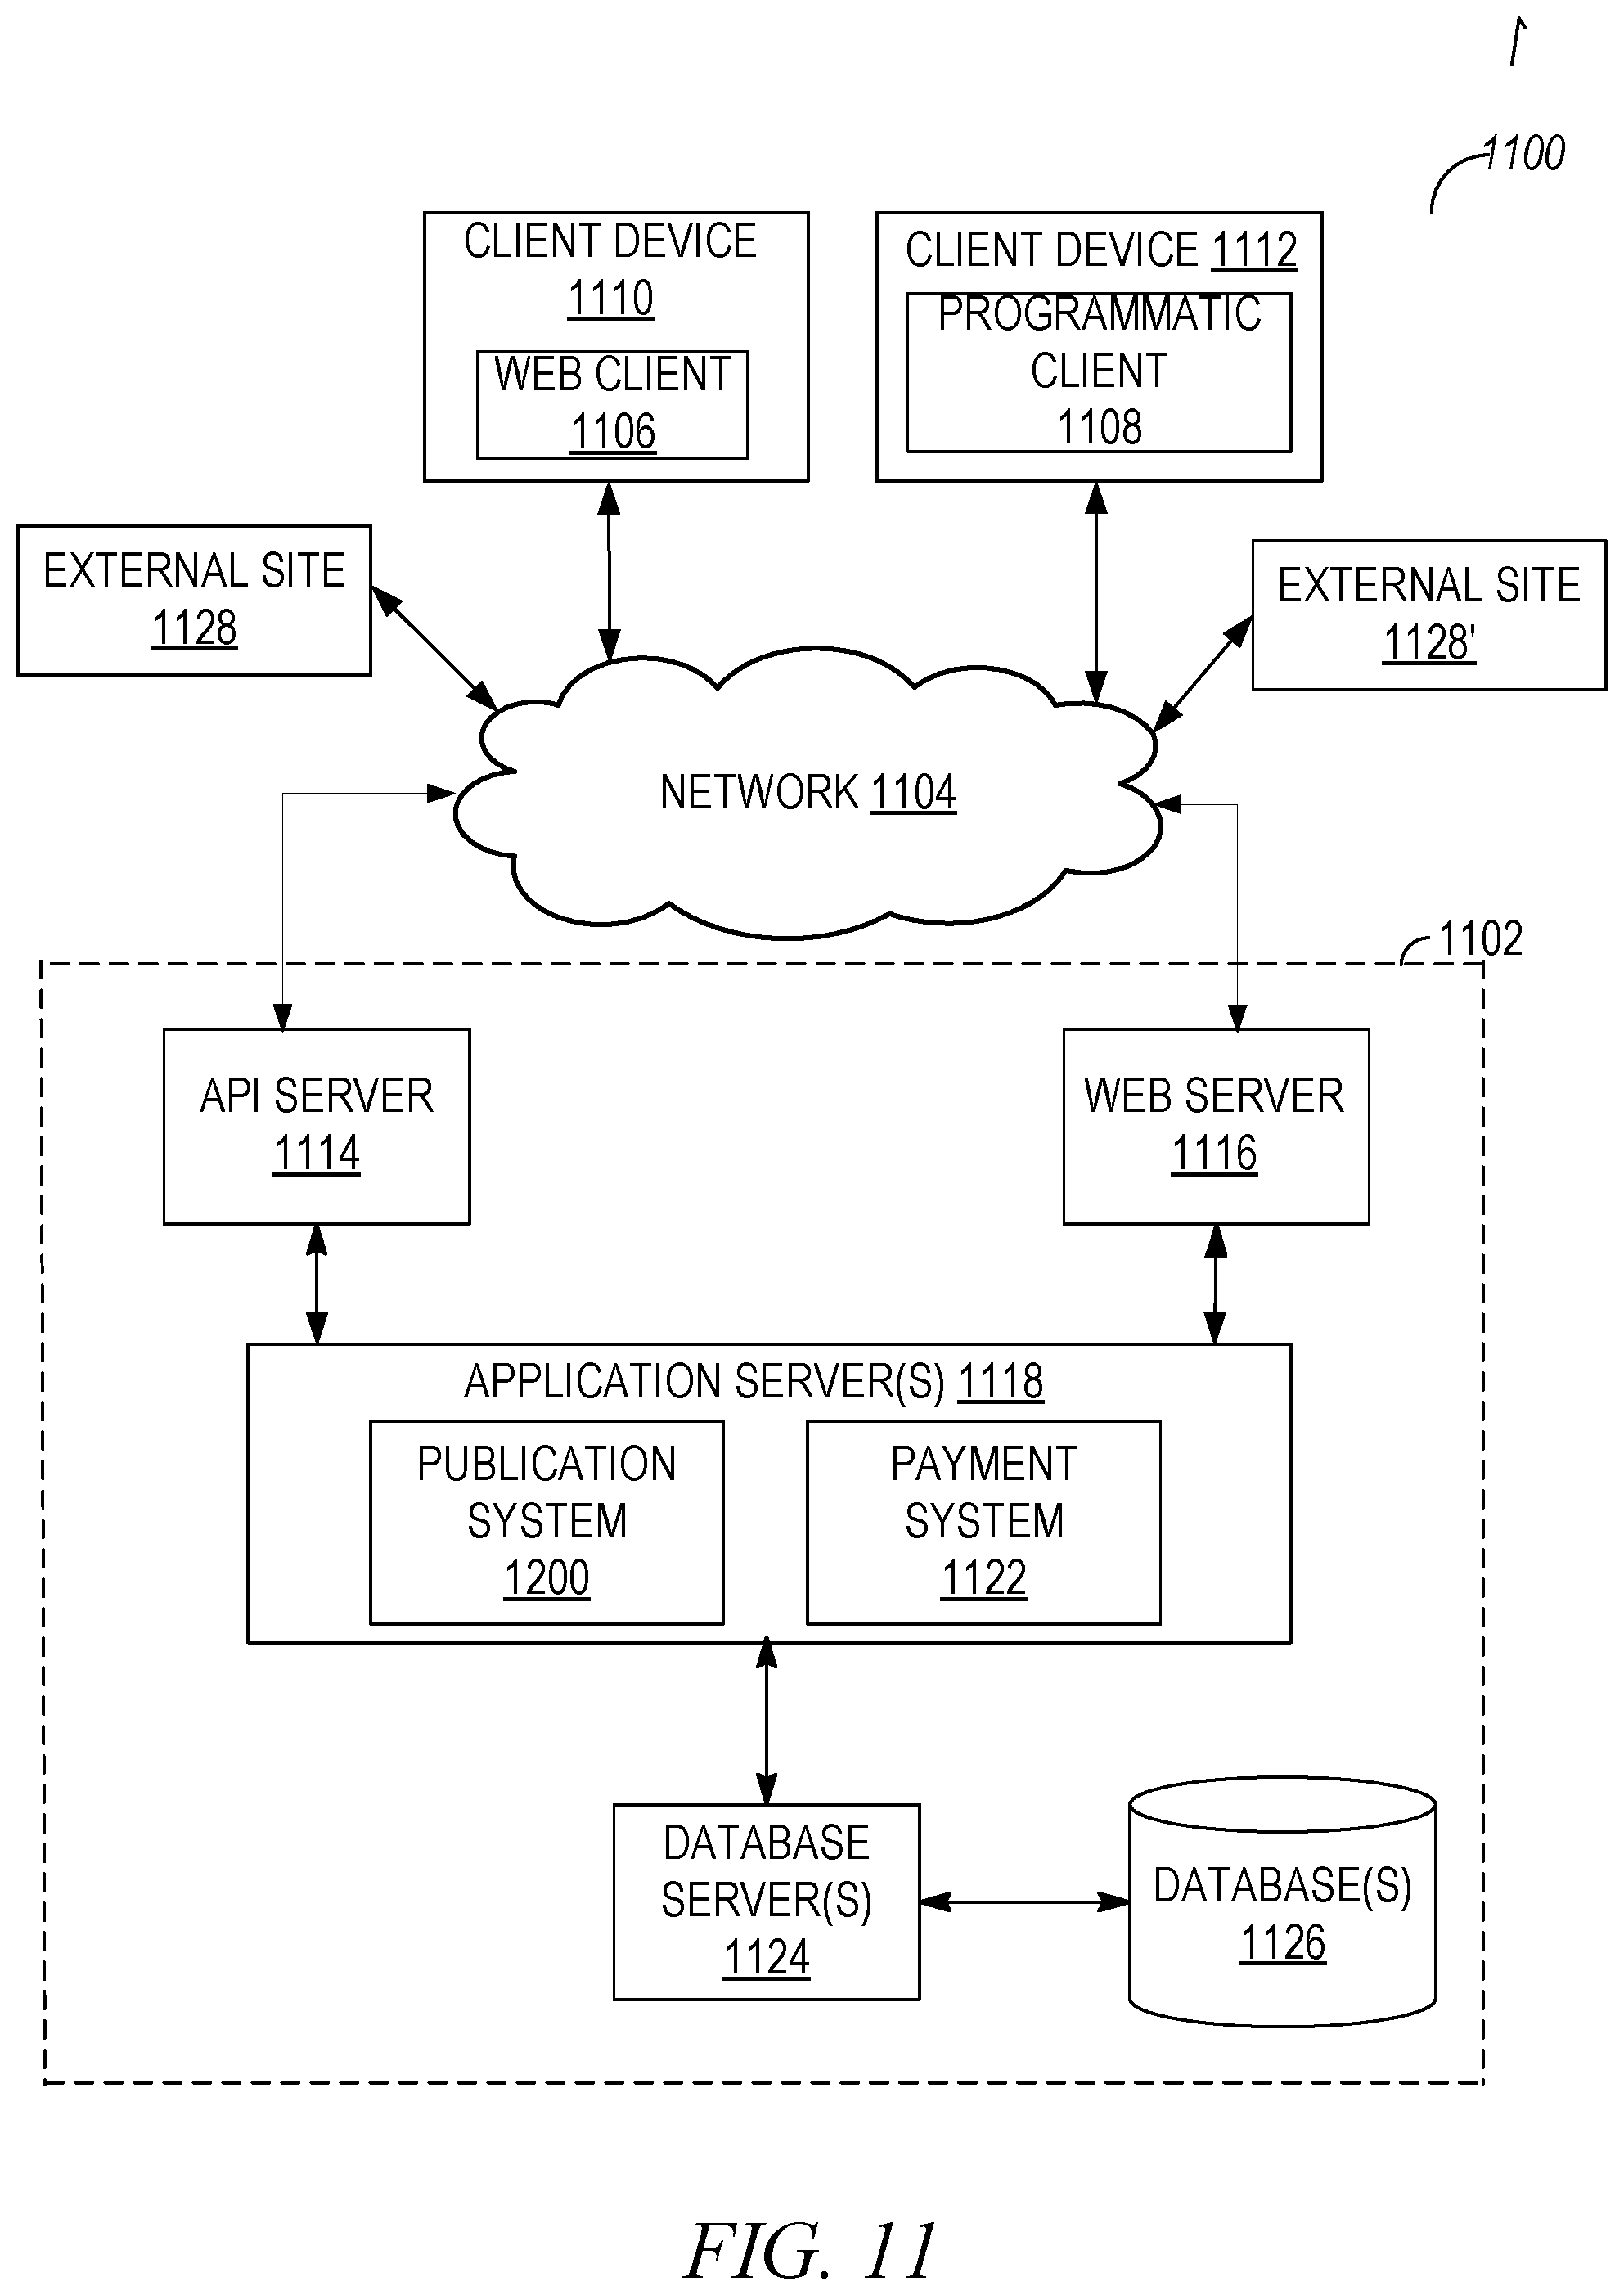 1100
CLIENT DEVICE
1110
WEB CLIENT
1106
CLIENT DEVICE 1112
PROGRAMMATIC
CLIENT
1108
EXTERNAL SITE
1128
EXTERNAL SITE
1128'
NETWORK 1104
1102
API SERVER
1114
WEB SERVER
1116
APPLICATION SERVER(S) 1118
PUBLICATION
SYSTEM
1200
PAYMENT
SYSTEM
1122
DATABASE
SERVER(S)
1124
DATABASE(S)
1126
FIG. 11